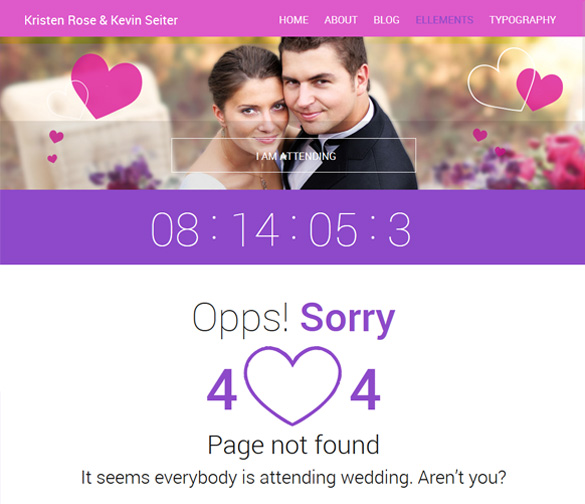 Kristen Rose & Kevin Seiter HOME ABOUT BLOG ELLEMENTS TYPOGRAPHY
I AM ATTENDING
08 : 14 : 05 : 3
Opps! Sorry
4 4
Page not found
It seems everybody is attending wedding. Aren't you?